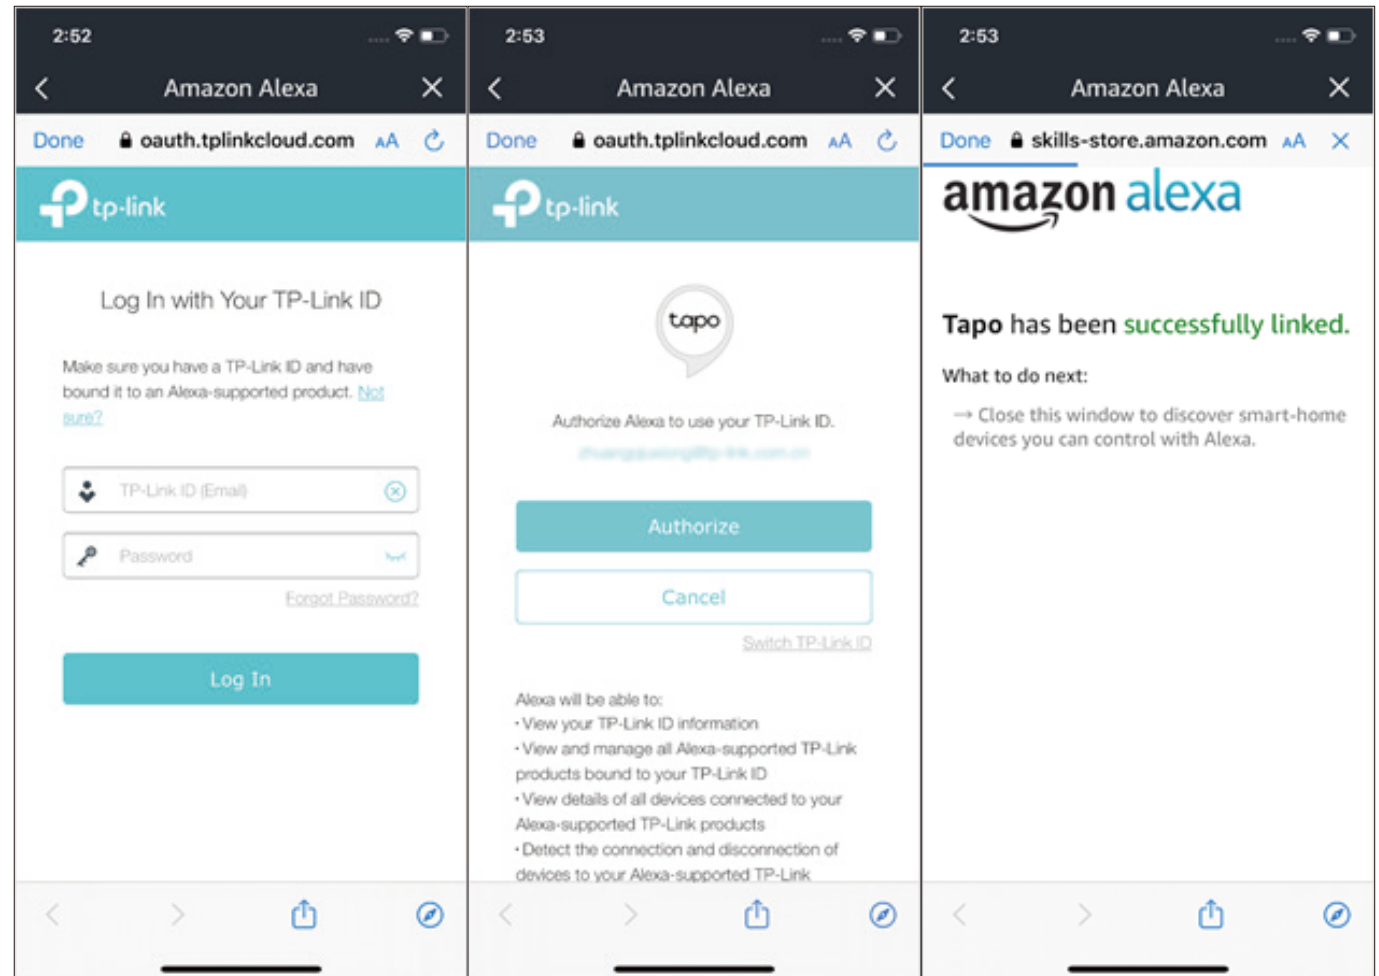 2:52
Amazon Alexa
Done oauth.tplinkcloud.com AA
tp-link
Log In with Your TP-Link ID
Make sure you have a TP-Link ID and have
bound it to an Alexa-supported product. Not
sure?
TP-Link ID (Email)
Password
Forgot Password?
Log In
2:53
Amazon Alexa
Done oauth.tplinkcloud.com AA
tp-link
tapo
Authorize Alexa to use your TP-Link ID.
Authorize
Cancel
Switch TP-Link ID
Alexa will be able to:
· View your TP-Link ID information
· View and manage all Alexa-supported TP-Link
products bound to your TP-Link ID
· View details of all devices connected to your
Alexa-supported TP-Link products
· Detect the connection and disconnection of
devices to your Alexa-supported TP-Link
2:53
Amazon Alexa
Done skills-store.amazon.com AA
amazon alexa
Tapo has been successfully linked.
What to do next:
→ Close this window to discover smart-home
devices you can control with Alexa.